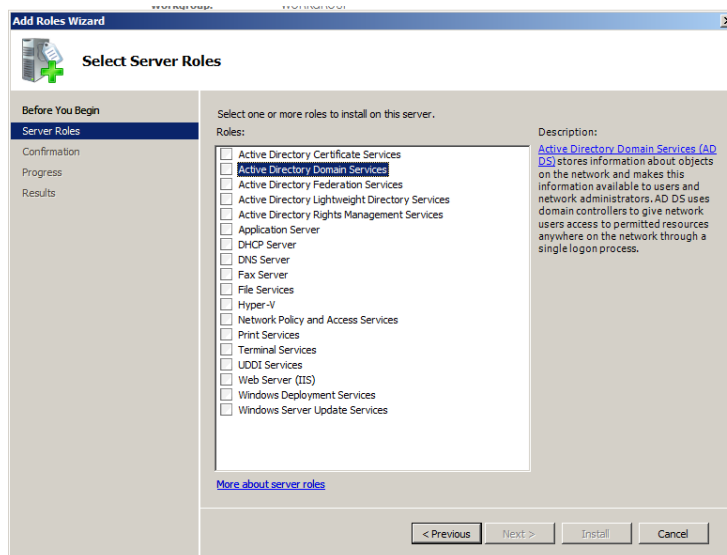 Workgroup: WORKGROUP
Add Roles Wizard
Select Server Roles
Before You Begin
Server Roles
Confirmation
Progress
Results
Select one or more roles to install on this server.
Roles:
Active Directory Certificate Services
Active Directory Domain Services
Active Directory Federation Services
Active Directory Lightweight Directory Services
Active Directory Rights Management Services
Application Server
DHCP Server
DNS Server
Fax Server
File Services
Hyper-V
Network Policy and Access Services
Print Services
Terminal Services
UDDI Services
Web Server (IIS)
Windows Deployment Services
Windows Server Update Services
More about server roles
Description:
Active Directory Domain Services (AD
DS) stores information about objects
on the network and makes this
information available to users and
network administrators. AD DS uses
domain controllers to give network
users access to permitted resources
anywhere on the network through a
single logon process.
< Previous
Next >
Install
Cancel